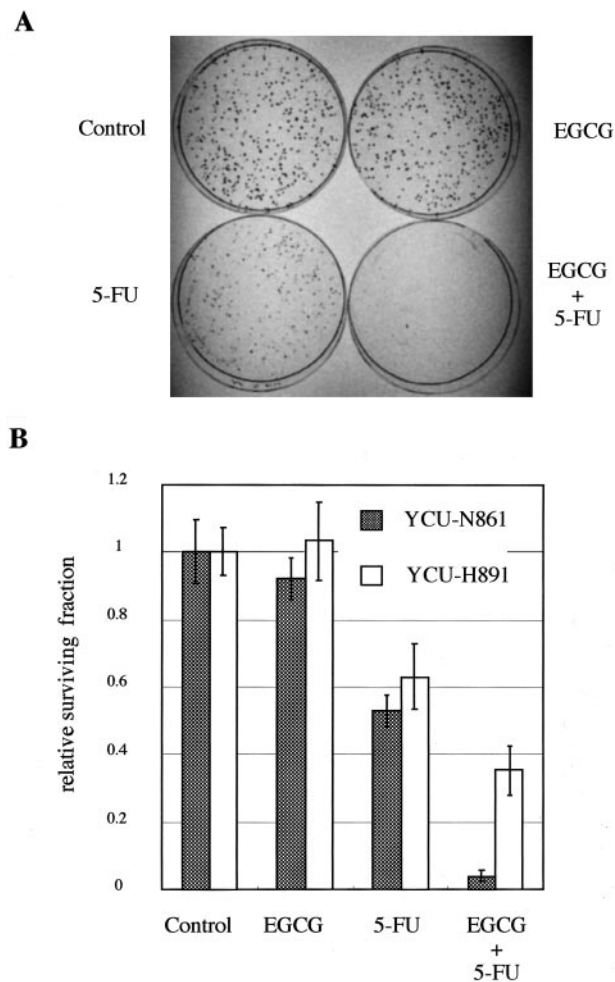 A
Control
EGCG
5-FU
EGCG
+
5-FU
B
1.2
1
0.8
0.6
0.4
0.2
0
relative surviving fraction
YCU-N861
YCU-H891
Control
EGCG
5-FU
EGCG
+
5-FU